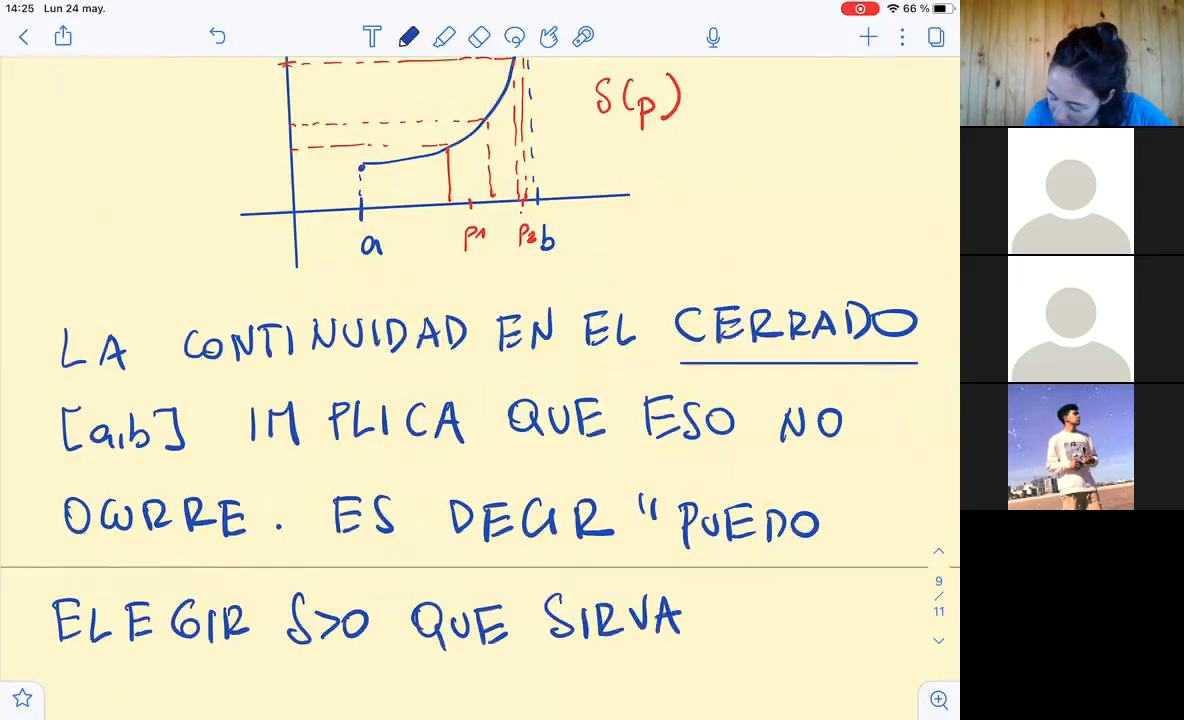 14:25 Lun 24 may. 66 %
δ(p)
a p1 p2 b
LA CONTINUIDAD EN EL CERRADO
[a,b] IMPLICA QUE ESO NO
OCURRE. ES DECIR "PUEDO
9
/
11
ELEGIR δ>0 QUE SIRVA